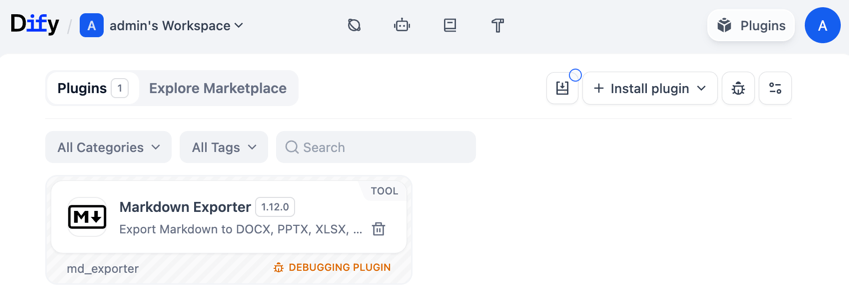 Dify / A admin's Workspace Plugins A
Plugins 1 Explore Marketplace + Install plugin
All Categories All Tags Search
TOOL
M Markdown Exporter 1.12.0
Export Markdown to DOCX, PPTX, XLSX, ...
md_exporter DEBUGGING PLUGIN